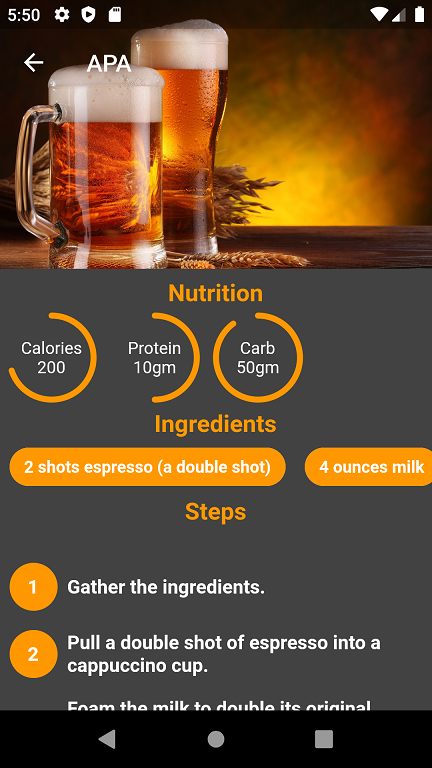 5:50
APA
Nutrition
Calories
200
Protein
10gm
Carb
50gm
Ingredients
2 shots espresso (a double shot)
4 ounces milk
Steps
1
Gather the ingredients.
2
Pull a double shot of espresso into a
cappuccino cup.
Foam the milk to double its original